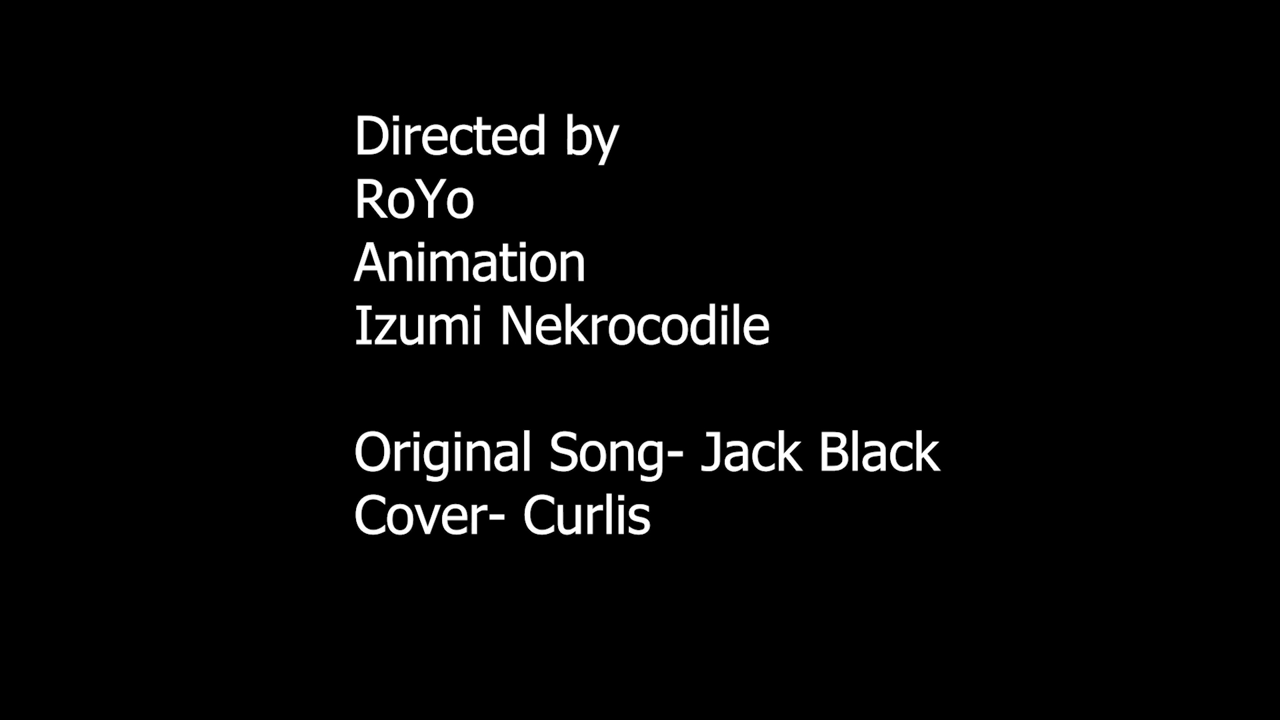 Directed by
RoYo
Animation
Izumi Nekrocodile
Original Song- Jack Black
Cover- Curlis